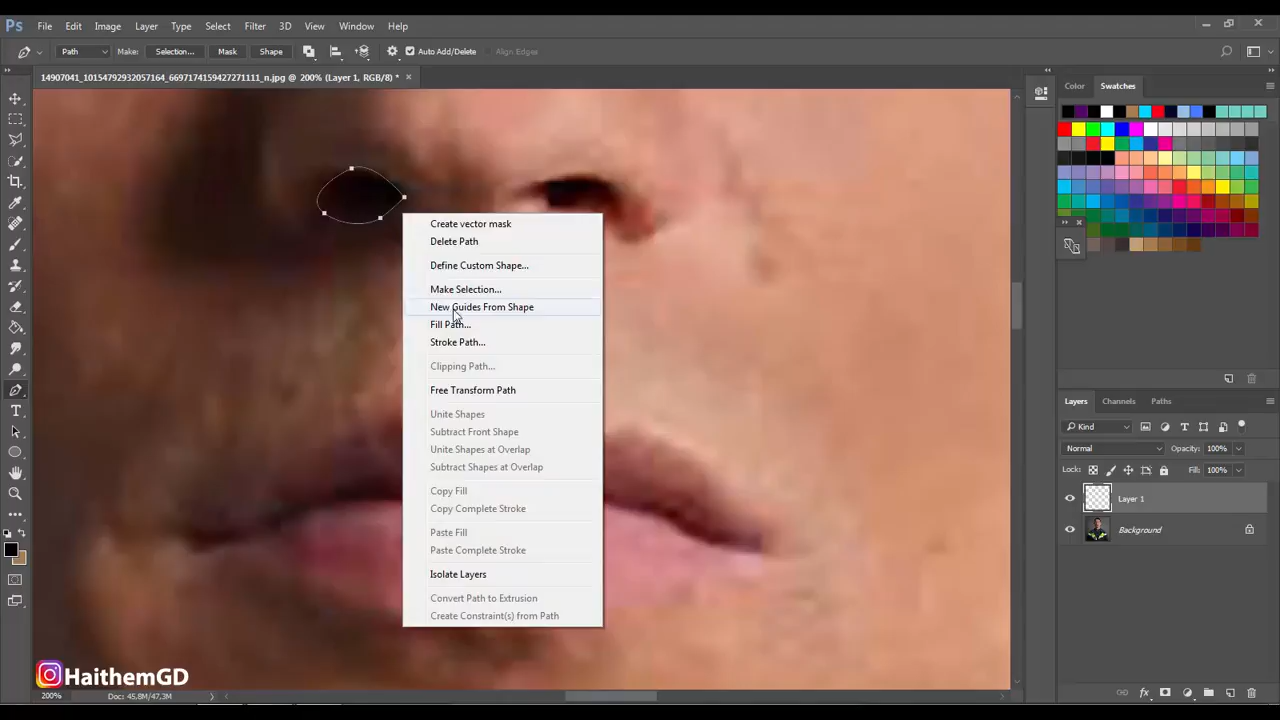 Ps File Edit Image Layer Type Select Filter 3D View Window Help
Path Make: Selection... Mask Shape Auto Add/Delete Align Edges
14907041_10154792932057164_6697174159427271111_n.jpg @ 200% (Layer 1, RGB/8) * ×
Color Swatches
Create vector mask
Delete Path
Define Custom Shape...
Make Selection...
New Guides From Shape
Fill Path...
Stroke Path...
Clipping Path...
Free Transform Path
Unite Shapes
Subtract Front Shape
Unite Shapes at Overlap
Subtract Shapes at Overlap
Copy Fill
Copy Complete Stroke
Paste Fill
Paste Complete Stroke
Isolate Layers
Convert Path to Extrusion
Create Constraint(s) from Path
Layers Channels Paths
Kind
Normal Opacity: 100%
Lock: Fill: 100%
Layer 1
Background
HaithemGD
200% Doc: 45.8M/47.3M